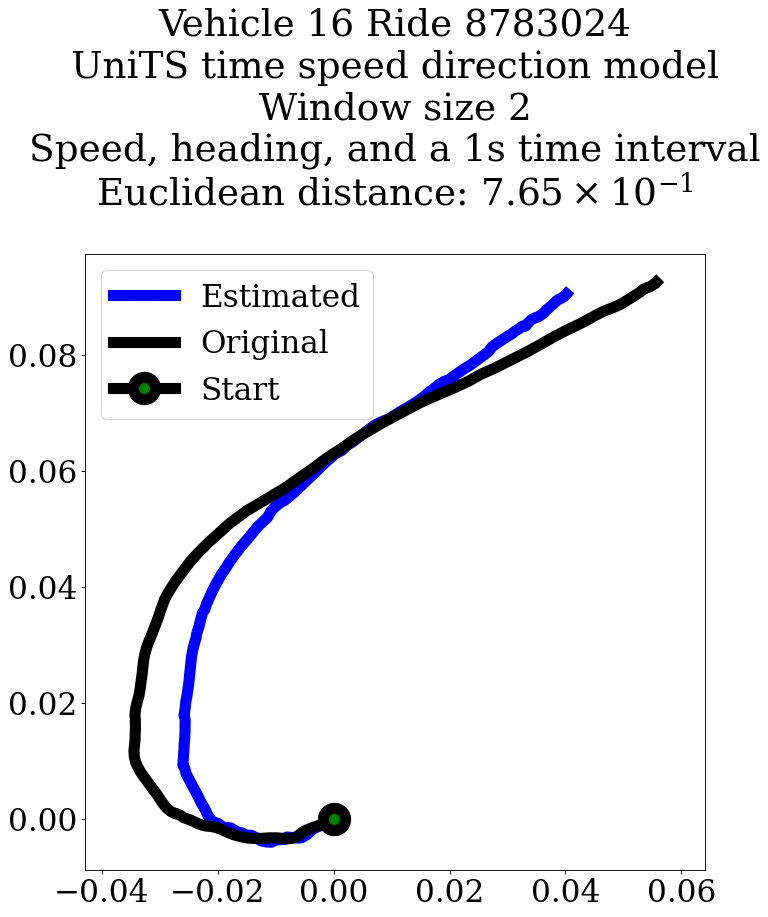 Vehicle 16 Ride 8783024
UniTS time speed direction model
Window size 2
Speed, heading, and a 1s time interval
Euclidean distance: 7.65 × 10⁻¹
Estimated
Original
Start
0.08
0.06
0.04
0.02
0.00
−0.04 −0.02 0.00 0.02 0.04 0.06